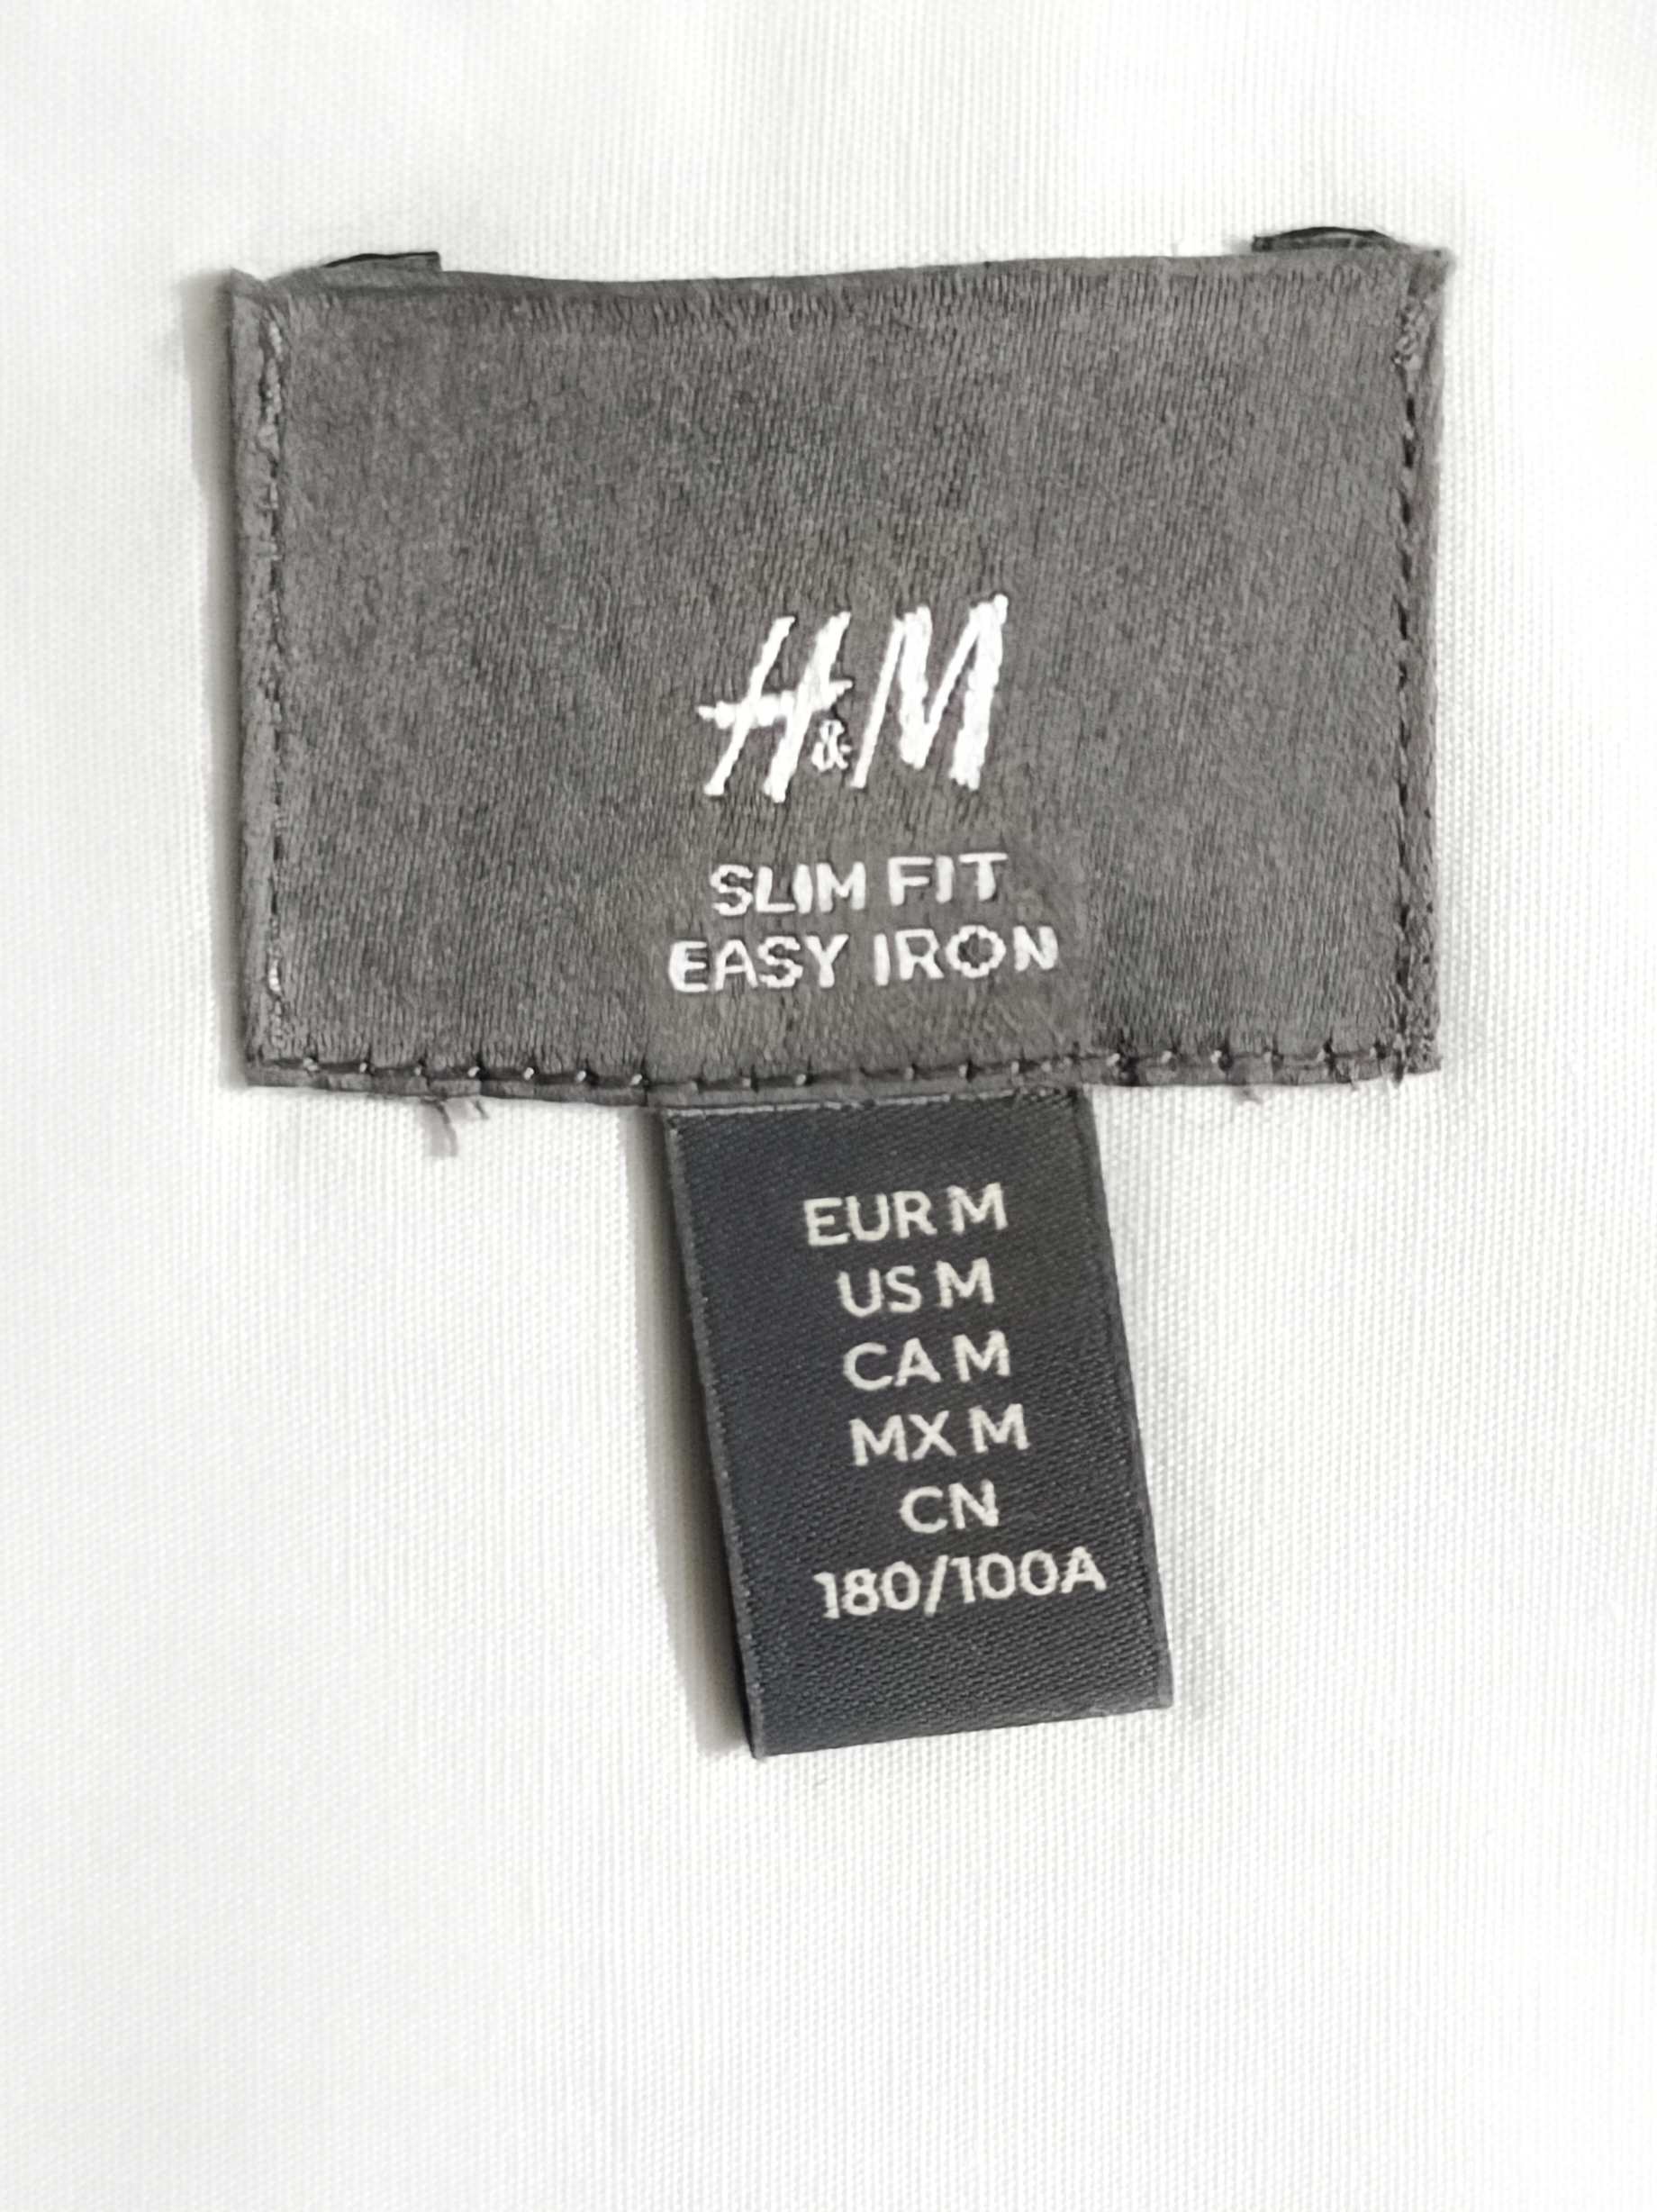 H&M
SLIM FIT
EASY IRON
EUR M
US M
CA M
MX M
CN
180/100A